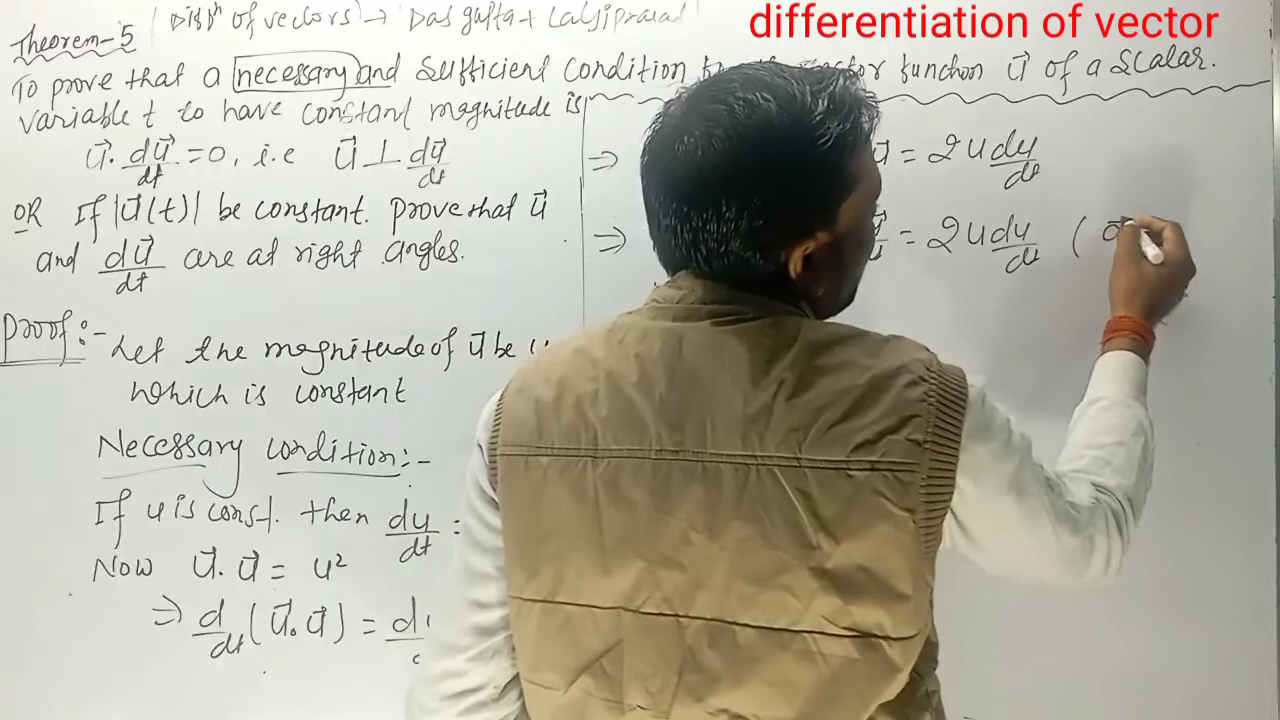 differentiation of vector
Theorem-5 (Diffn of vectors) → Das gupta + Lalji prasad
To prove that a necessary and sufficient condition vector function u⃗ of a scalar.
variable t to have constant magnitude is
u⃗. du⃗/dt = 0, i.e u⃗ ⊥ du⃗/dt
OR If |u⃗(t)| be constant. prove that u⃗
and du⃗/dt are at right angles.
Proof:- Let the magnitude of u⃗ be
which is constant
Necessary condition:-
If u is const. then du/dt =
Now u⃗. u⃗ = u²
⇒ d/dt (u⃗. u⃗) =
⇒ u⃗ = 2u du/dt
⇒ = 2u du/dt (